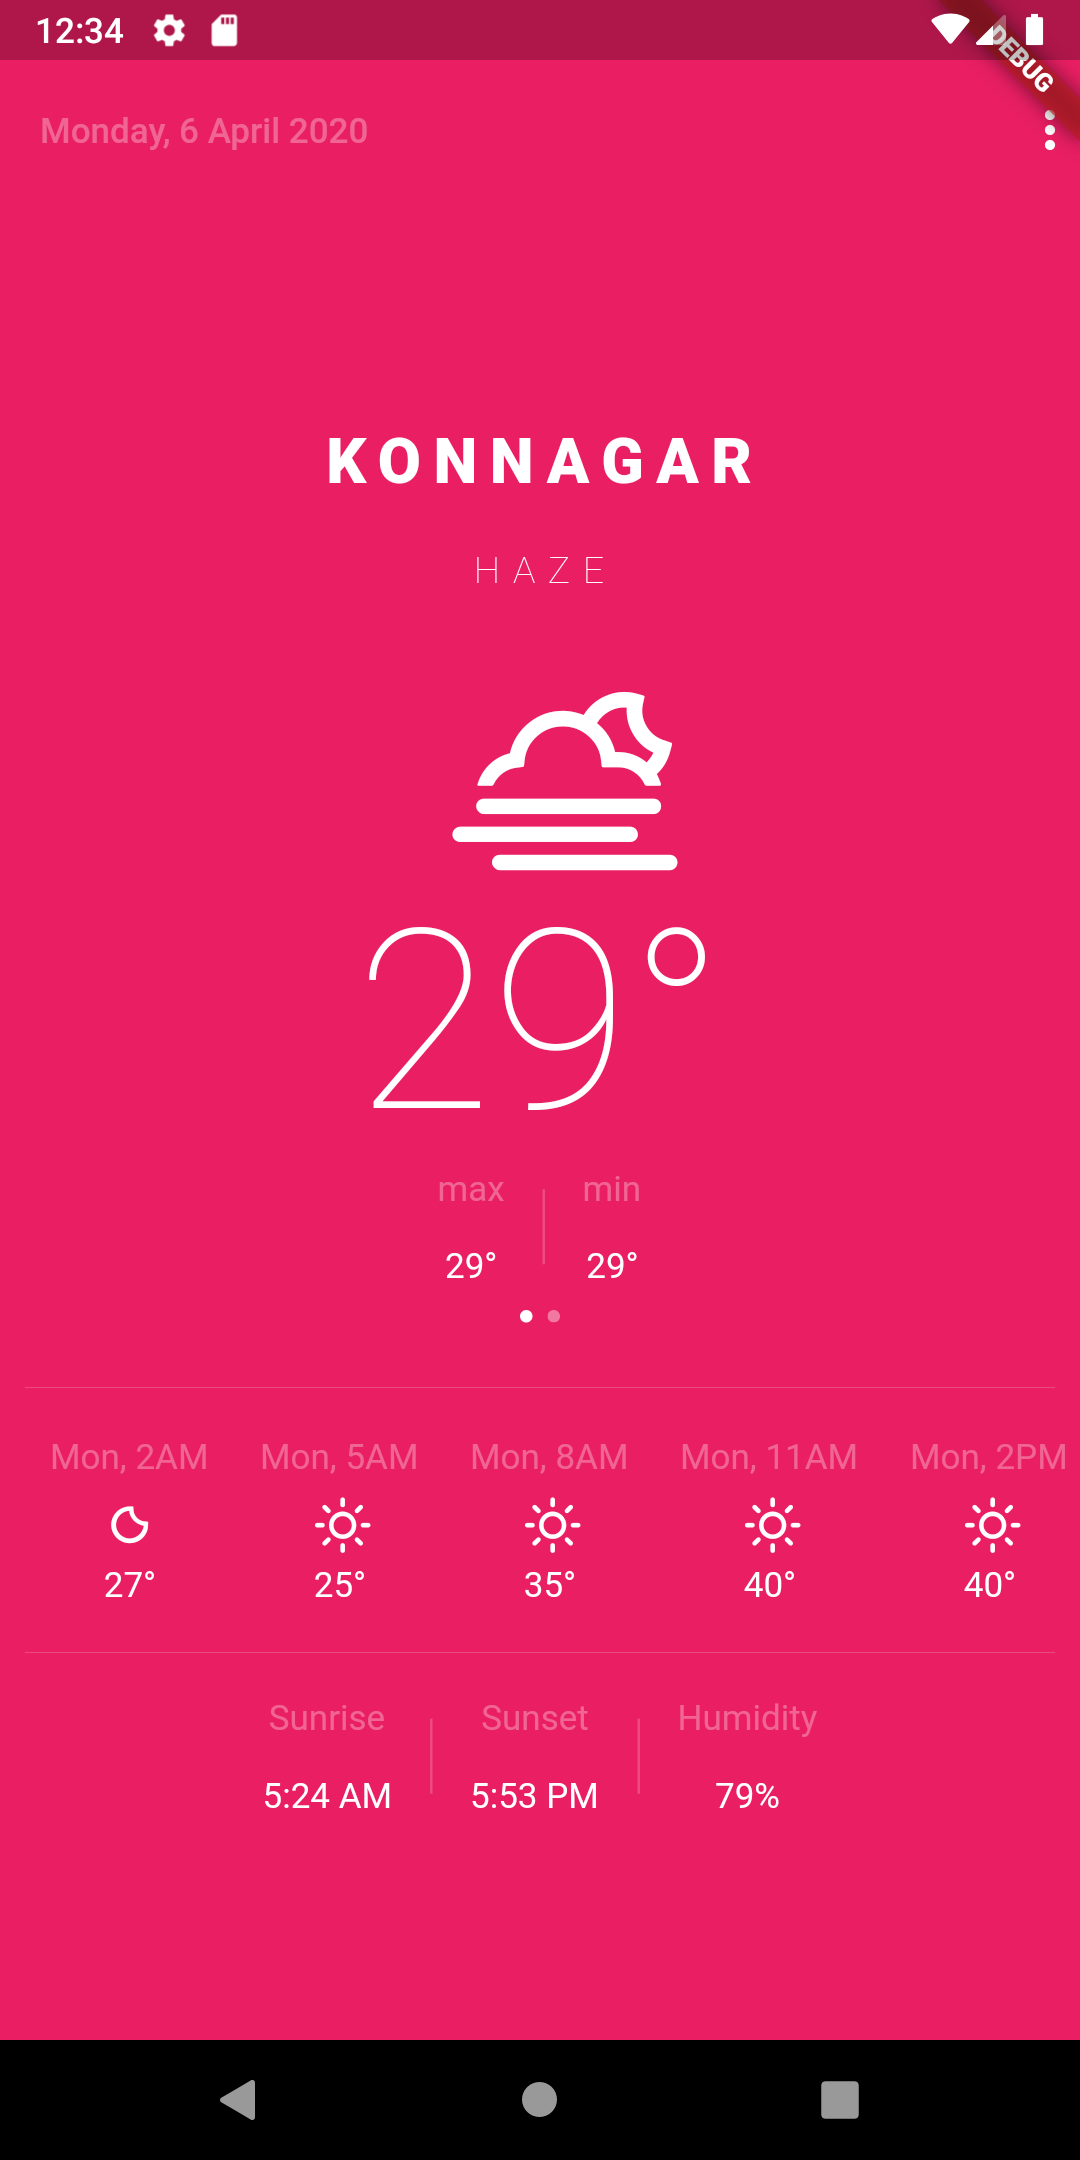 12:34
DEBUG
Monday, 6 April 2020
KONNAGAR
HAZE
29°
max min
29° 29°
Mon, 2AM Mon, 5AM Mon, 8AM Mon, 11AM Mon, 2PM
27° 25° 35° 40° 40°
Sunrise Sunset Humidity
5:24 AM 5:53 PM 79%